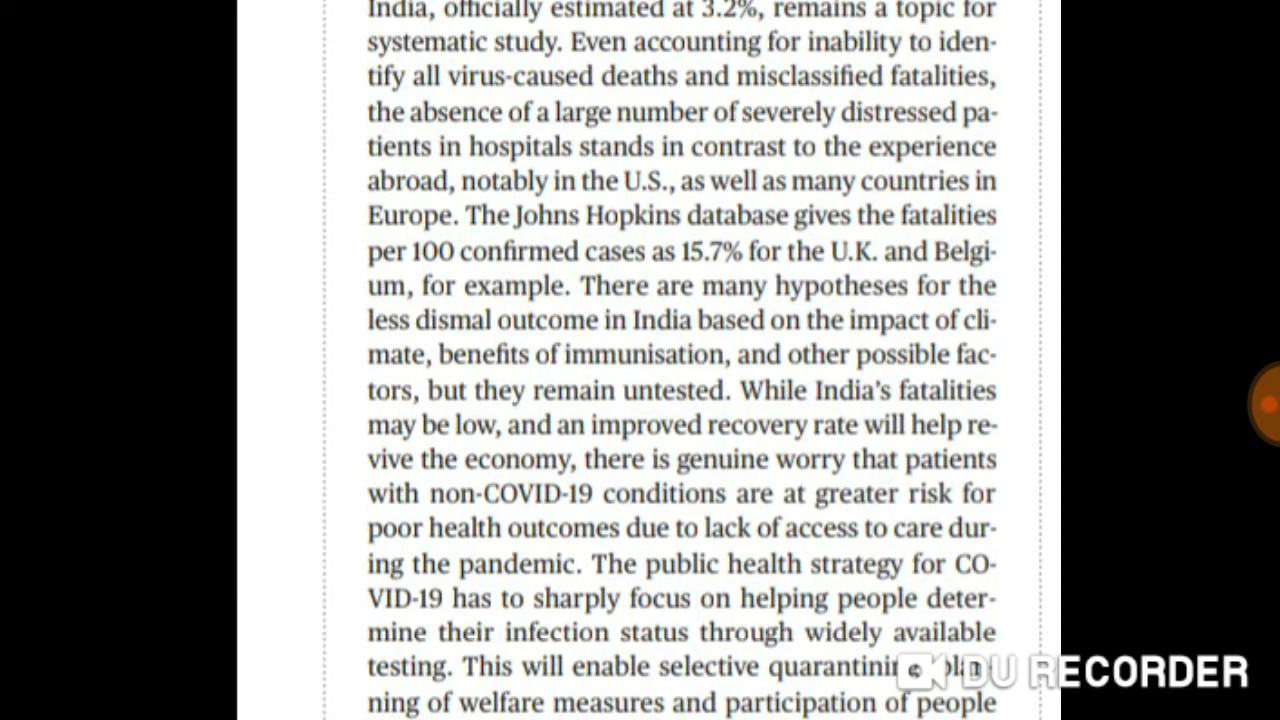 India, officially estimated at 3.2%, remains a topic for
systematic study. Even accounting for inability to iden-
tify all virus-caused deaths and misclassified fatalities,
the absence of a large number of severely distressed pa-
tients in hospitals stands in contrast to the experience
abroad, notably in the U.S., as well as many countries in
Europe. The Johns Hopkins database gives the fatalities
per 100 confirmed cases as 15.7% for the U.K. and Belgi-
um, for example. There are many hypotheses for the
less dismal outcome in India based on the impact of cli-
mate, benefits of immunisation, and other possible fac-
tors, but they remain untested. While India’s fatalities
may be low, and an improved recovery rate will help re-
vive the economy, there is genuine worry that patients
with non-COVID-19 conditions are at greater risk for
poor health outcomes due to lack of access to care dur-
ing the pandemic. The public health strategy for CO-
VID-19 has to sharply focus on helping people deter-
mine their infection status through widely available
testing. This will enable selective
ning of welfare measures and participation of people
DU RECORDER